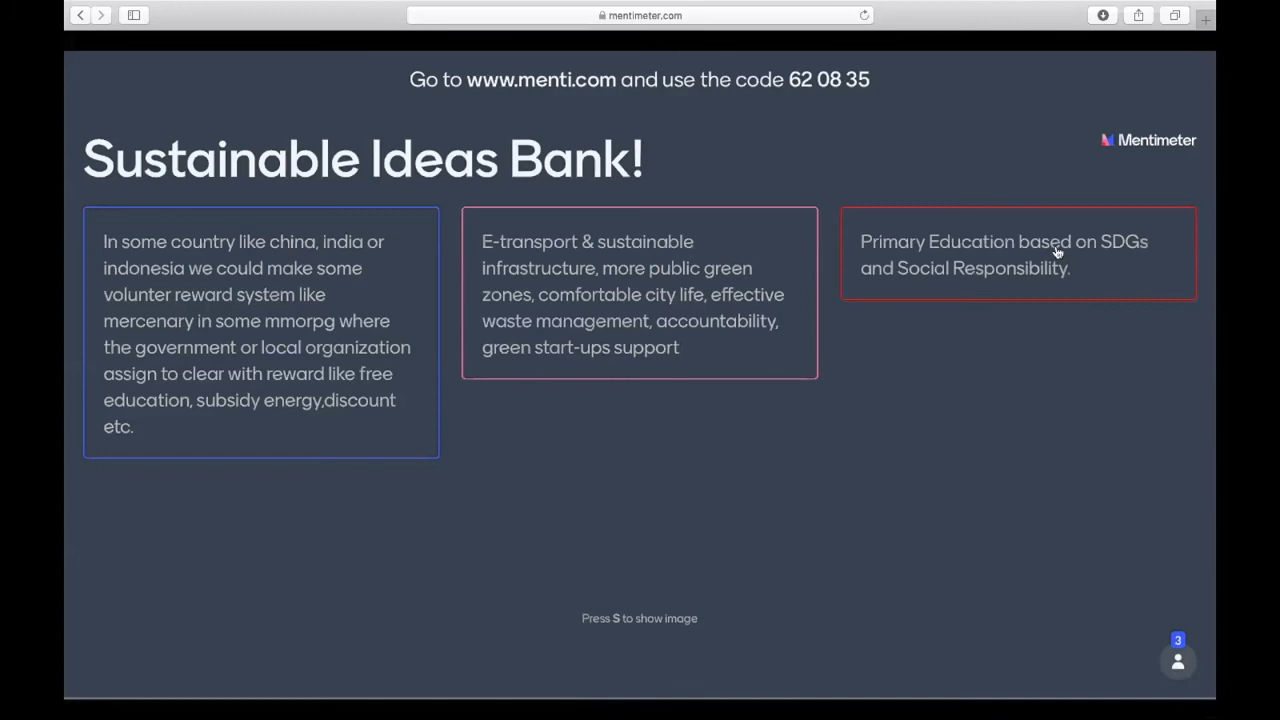 mentimeter.com
Go to www.menti.com and use the code 62 08 35
Mentimeter
Sustainable Ideas Bank!
In some country like china, india or
indonesia we could make some
volunter reward system like
mercenary in some mmorpg where
the government or local organization
assign to clear with reward like free
education, subsidy energy,discount
etc.
E-transport & sustainable
infrastructure, more public green
zones, comfortable city life, effective
waste management, accountability,
green start-ups support
Primary Education based on SDGs
and Social Responsibility.
Press S to show image
3